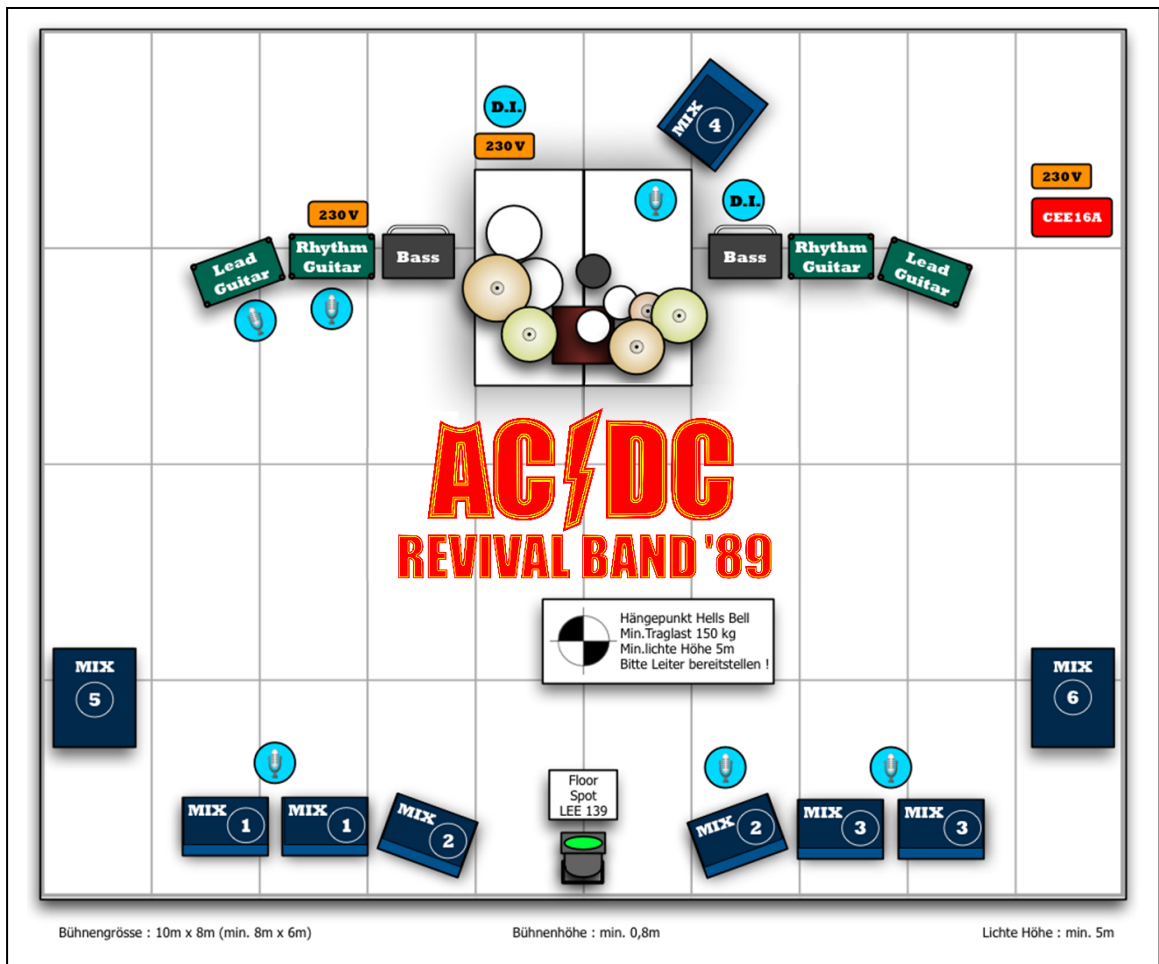 D.I.
MIX
4
230 V
230 V
CEE16A
230 V
D.I.
Lead
Guitar
Rhythm
Guitar
Bass
Bass
Rhythm
Guitar
Lead
Guitar
AC/DC
REVIVAL BAND '89
Hängepunkt Hells Bell
Min.Traglast 150 kg
Min.lichte Höhe 5m
Bitte Leiter bereitstellen !
MIX
5
MIX
6
Floor
Spot
LEE 139
MIX
1
MIX
1
MIX
2
MIX
2
MIX
3
MIX
3
Bühnengrösse : 10m x 8m (min. 8m x 6m)
Bühnenhöhe : min. 0,8m
Lichte Höhe : min. 5m